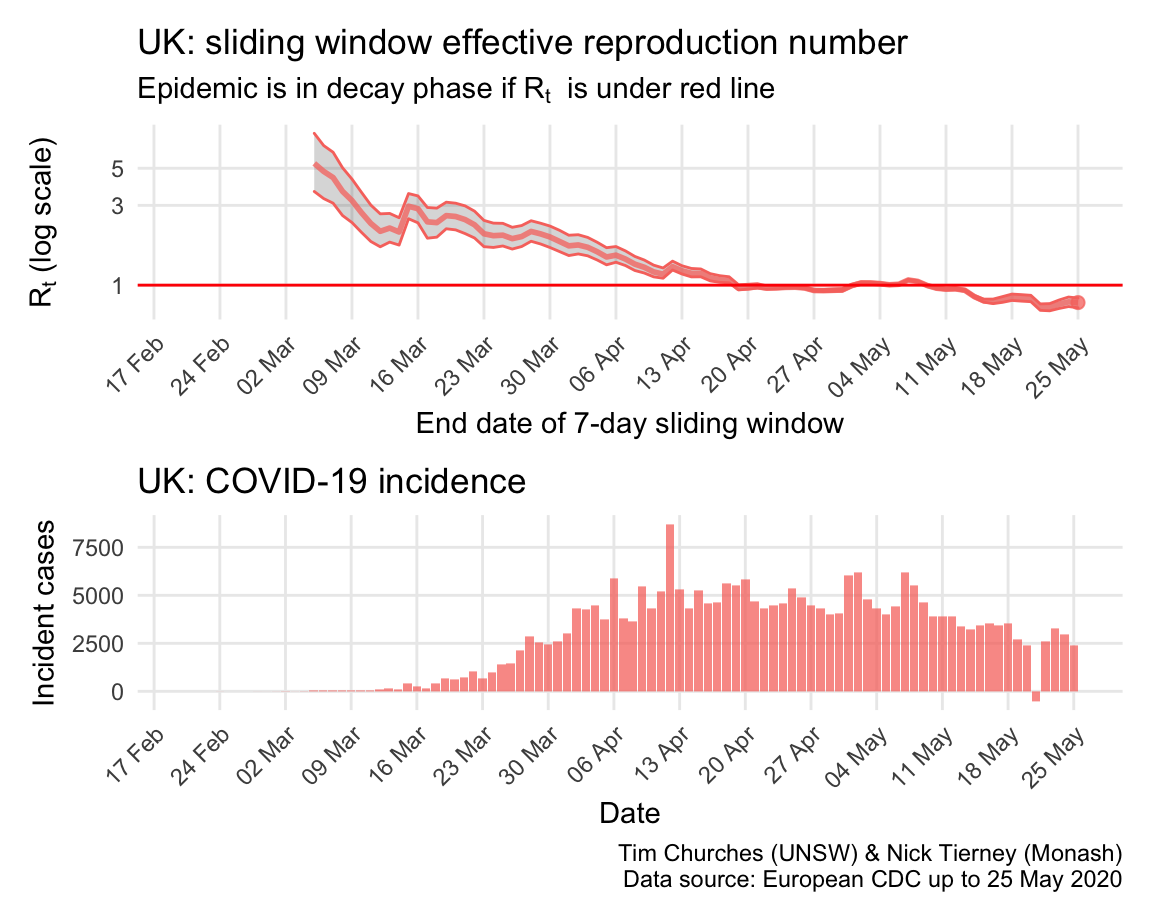 UK: sliding window effective reproduction number
Epidemic is in decay phase if Rt is under red line
Rt (log scale)
5
3
1
17 Feb
24 Feb
02 Mar
09 Mar
16 Mar
23 Mar
30 Mar
06 Apr
13 Apr
20 Apr
27 Apr
04 May
11 May
18 May
25 May
End date of 7-day sliding window
UK: COVID-19 incidence
Incident cases
7500
5000
2500
0
17 Feb
24 Feb
02 Mar
09 Mar
16 Mar
23 Mar
30 Mar
06 Apr
13 Apr
20 Apr
27 Apr
04 May
11 May
18 May
25 May
Date
Tim Churches (UNSW) & Nick Tierney (Monash)
Data source: European CDC up to 25 May 2020